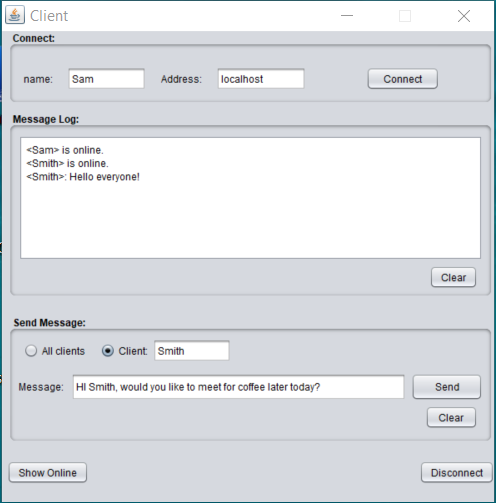 Client
Connect:
name: Sam Address: localhost Connect
Message Log:
<Sam> is online.
<Smith> is online.
<Smith>: Hello everyone!
Clear
Send Message:
All clients Client: Smith
Message: HI Smith, would you like to meet for coffee later today? Send
Clear
Show Online Disconnect